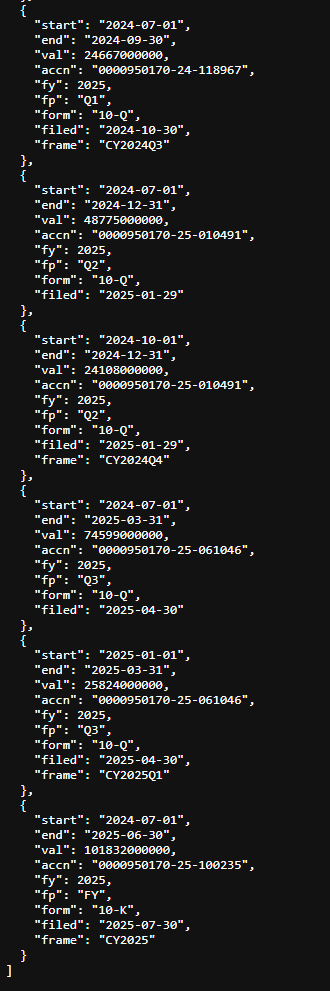 {
"start": "2024-07-01",
"end": "2024-09-30",
"val": 24667000000,
"accn": "0000950170-24-118967",
"fy": 2025,
"fp": "Q1",
"form": "10-Q",
"filed": "2024-10-30",
"frame": "CY2024Q3"
},
{
"start": "2024-07-01",
"end": "2024-12-31",
"val": 48775000000,
"accn": "0000950170-25-010491",
"fy": 2025,
"fp": "Q2",
"form": "10-Q",
"filed": "2025-01-29"
},
{
"start": "2024-10-01",
"end": "2024-12-31",
"val": 24108000000,
"accn": "0000950170-25-010491",
"fy": 2025,
"fp": "Q2",
"form": "10-Q",
"filed": "2025-01-29",
"frame": "CY2024Q4"
},
{
"start": "2024-07-01",
"end": "2025-03-31",
"val": 74599000000,
"accn": "0000950170-25-061046",
"fy": 2025,
"fp": "Q3",
"form": "10-Q",
"filed": "2025-04-30"
},
{
"start": "2025-01-01",
"end": "2025-03-31",
"val": 25824000000,
"accn": "0000950170-25-061046",
"fy": 2025,
"fp": "Q3",
"form": "10-Q",
"filed": "2025-04-30",
"frame": "CY2025Q1"
},
{
"start": "2024-07-01",
"end": "2025-06-30",
"val": 101832000000,
"accn": "0000950170-25-100235",
"fy": 2025,
"fp": "FY",
"form": "10-K",
"filed": "2025-07-30",
"frame": "CY2025"
}
]